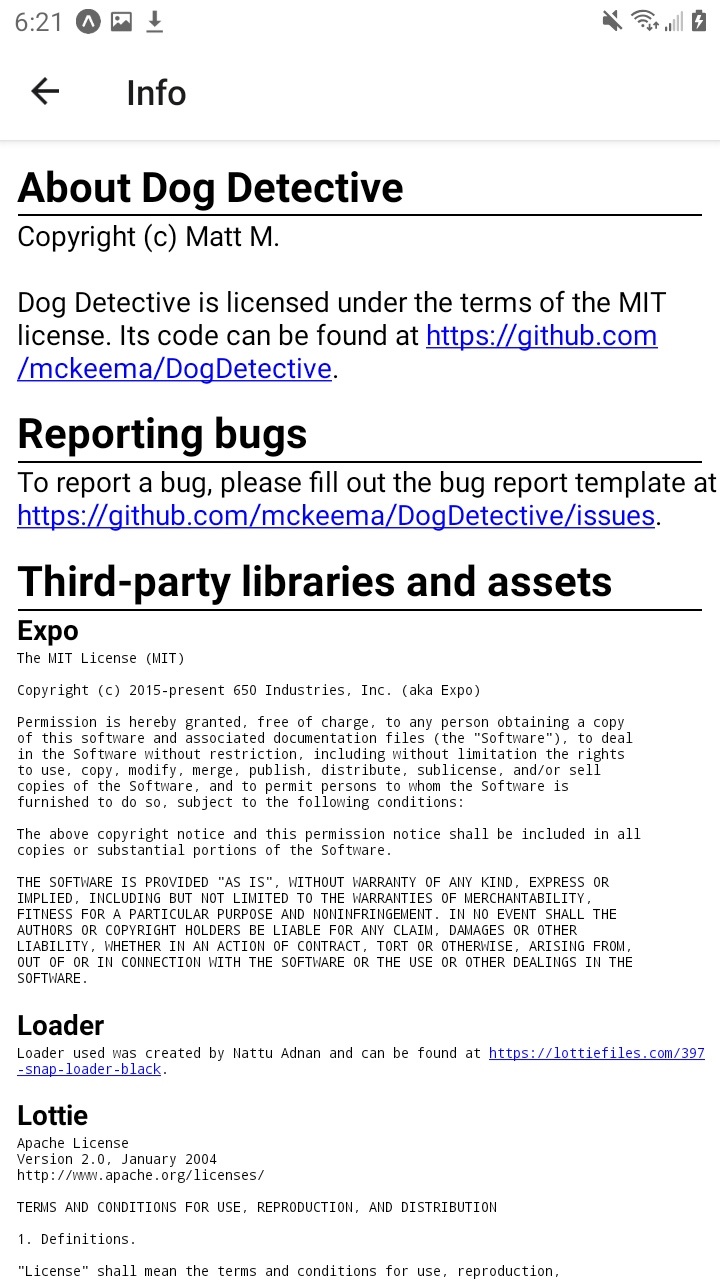 6:21
Info
About Dog Detective
Copyright (c) Matt M.
Dog Detective is licensed under the terms of the MIT
license. Its code can be found at https://github.com
/mckeema/DogDetective.
Reporting bugs
To report a bug, please fill out the bug report template at
https://github.com/mckeema/DogDetective/issues.
Third-party libraries and assets
Expo
The MIT License (MIT)
Copyright (c) 2015-present 650 Industries, Inc. (aka Expo)
Permission is hereby granted, free of charge, to any person obtaining a copy
of this software and associated documentation files (the "Software"), to deal
in the Software without restriction, including without limitation the rights
to use, copy, modify, merge, publish, distribute, sublicense, and/or sell
copies of the Software, and to permit persons to whom the Software is
furnished to do so, subject to the following conditions:
The above copyright notice and this permission notice shall be included in all
copies or substantial portions of the Software.
THE SOFTWARE IS PROVIDED "AS IS", WITHOUT WARRANTY OF ANY KIND, EXPRESS OR
IMPLIED, INCLUDING BUT NOT LIMITED TO THE WARRANTIES OF MERCHANTABILITY,
FITNESS FOR A PARTICULAR PURPOSE AND NONINFRINGEMENT. IN NO EVENT SHALL THE
AUTHORS OR COPYRIGHT HOLDERS BE LIABLE FOR ANY CLAIM, DAMAGES OR OTHER
LIABILITY, WHETHER IN AN ACTION OF CONTRACT, TORT OR OTHERWISE, ARISING FROM,
OUT OF OR IN CONNECTION WITH THE SOFTWARE OR THE USE OR OTHER DEALINGS IN THE
SOFTWARE.
Loader
Loader used was created by Nattu Adnan and can be found at https://lottiefiles.com/397
-snap-loader-black.
Lottie
Apache License
Version 2.0, January 2004
http://www.apache.org/licenses/
TERMS AND CONDITIONS FOR USE, REPRODUCTION, AND DISTRIBUTION
1. Definitions.
"License" shall mean the terms and conditions for use, reproduction,